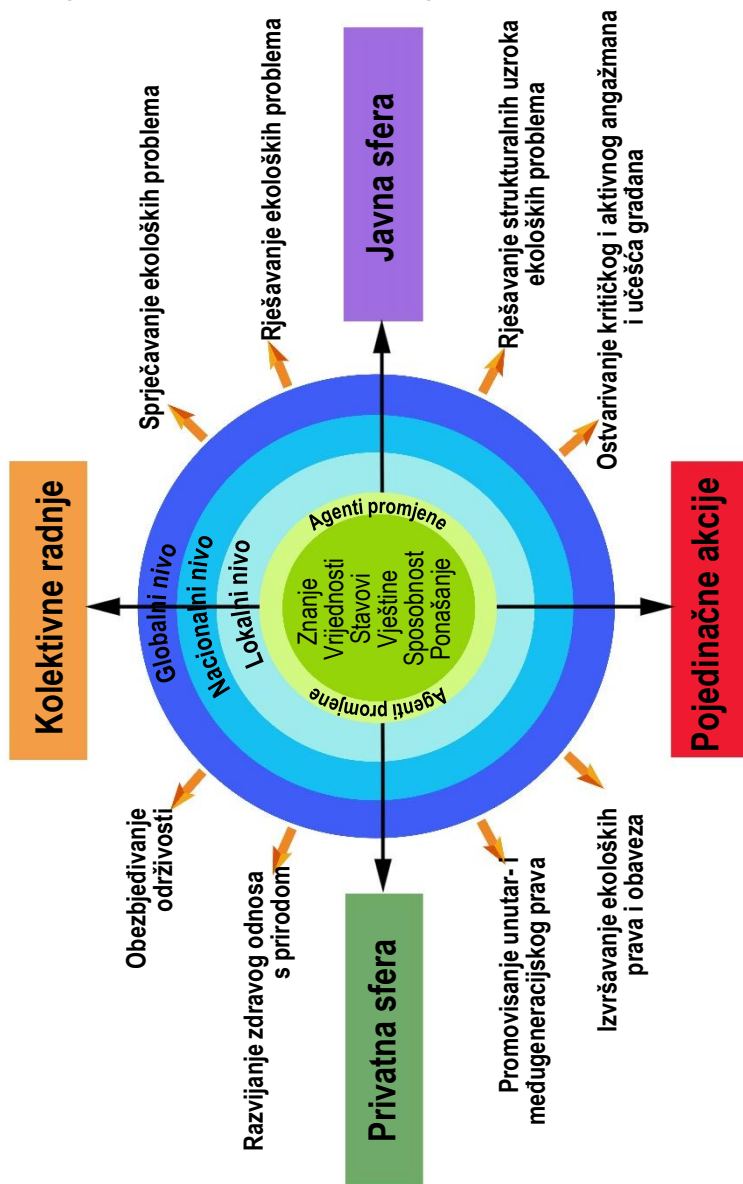 Kolektivne radnje
Obezbjeđivanje
održivosti
Sprječavanje ekoloških problema
Razvijanje zdravog odnosa
s prirodom
Rješavanje ekoloških problema
Globalni nivo
Nacionalni nivo
Lokalni nivo
Agenti promjene
Znanje
Vrijednosti
Stavovi
Vještine
Sposobnost
Ponašanje
Agenti promjene
Privatna sfera
Javna sfera
Promovisanje unutar- i
međugeneracijskog prava
Rješavanje strukturalnih uzroka
ekoloških problema
Izvršavanje ekoloških
prava i obaveza
Ostvarivanje kritičkog i aktivnog angažmana
i učešća građana
Pojedinačne akcije